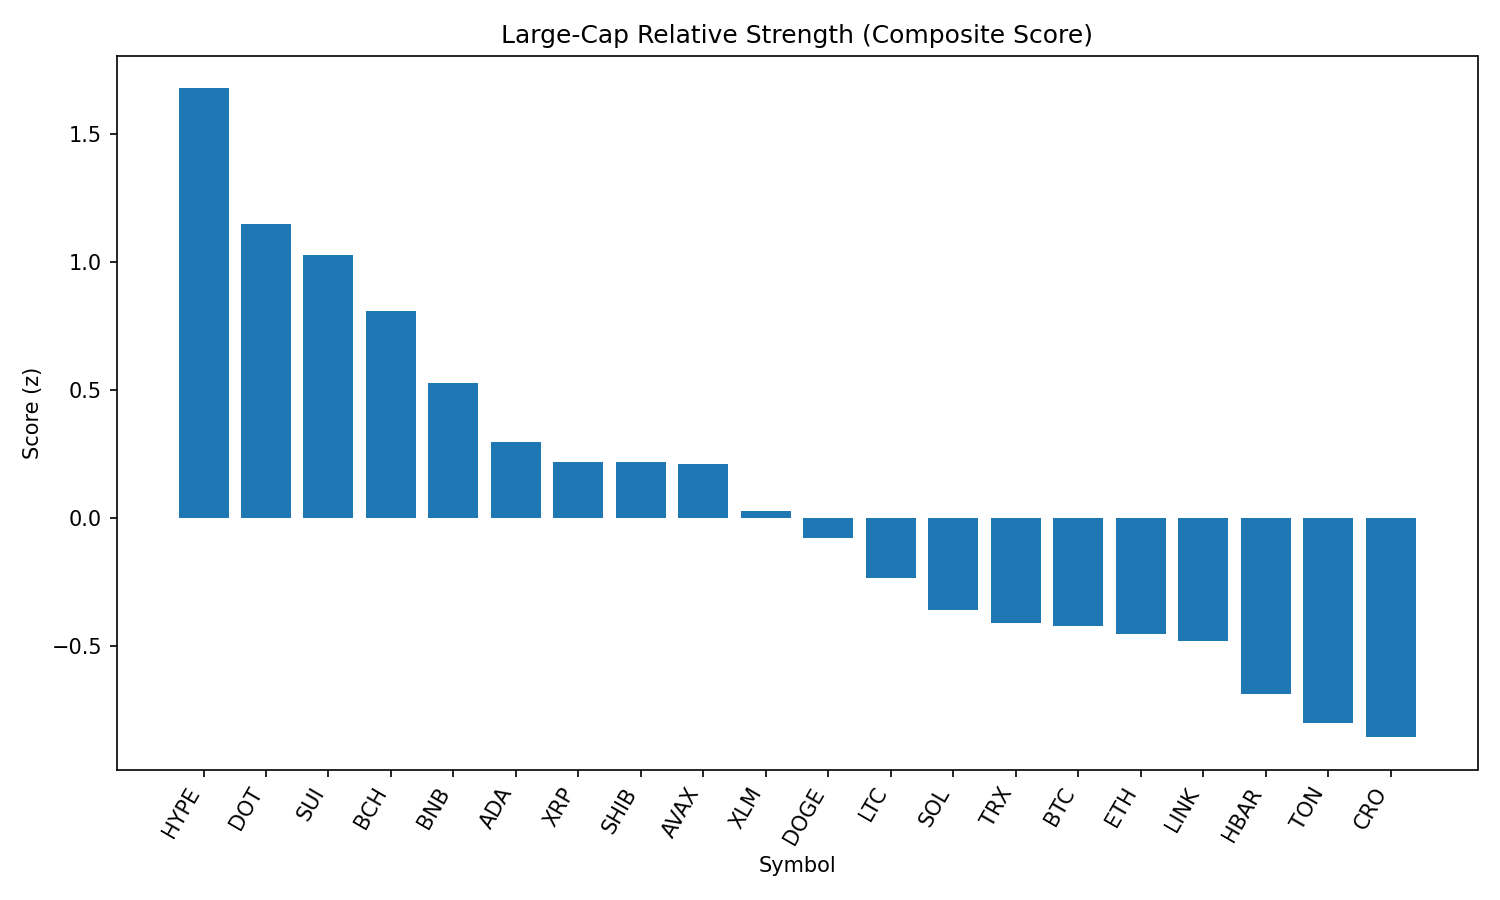 Large-Cap Relative Strength (Composite Score)
1.5
1.0
0.5
0.0
−0.5
Score (z)
HYPE
DOT
SUI
BCH
BNB
ADA
XRP
SHIB
AVAX
XLM
DOGE
LTC
SOL
TRX
BTC
ETH
LINK
HBAR
TON
CRO
Symbol